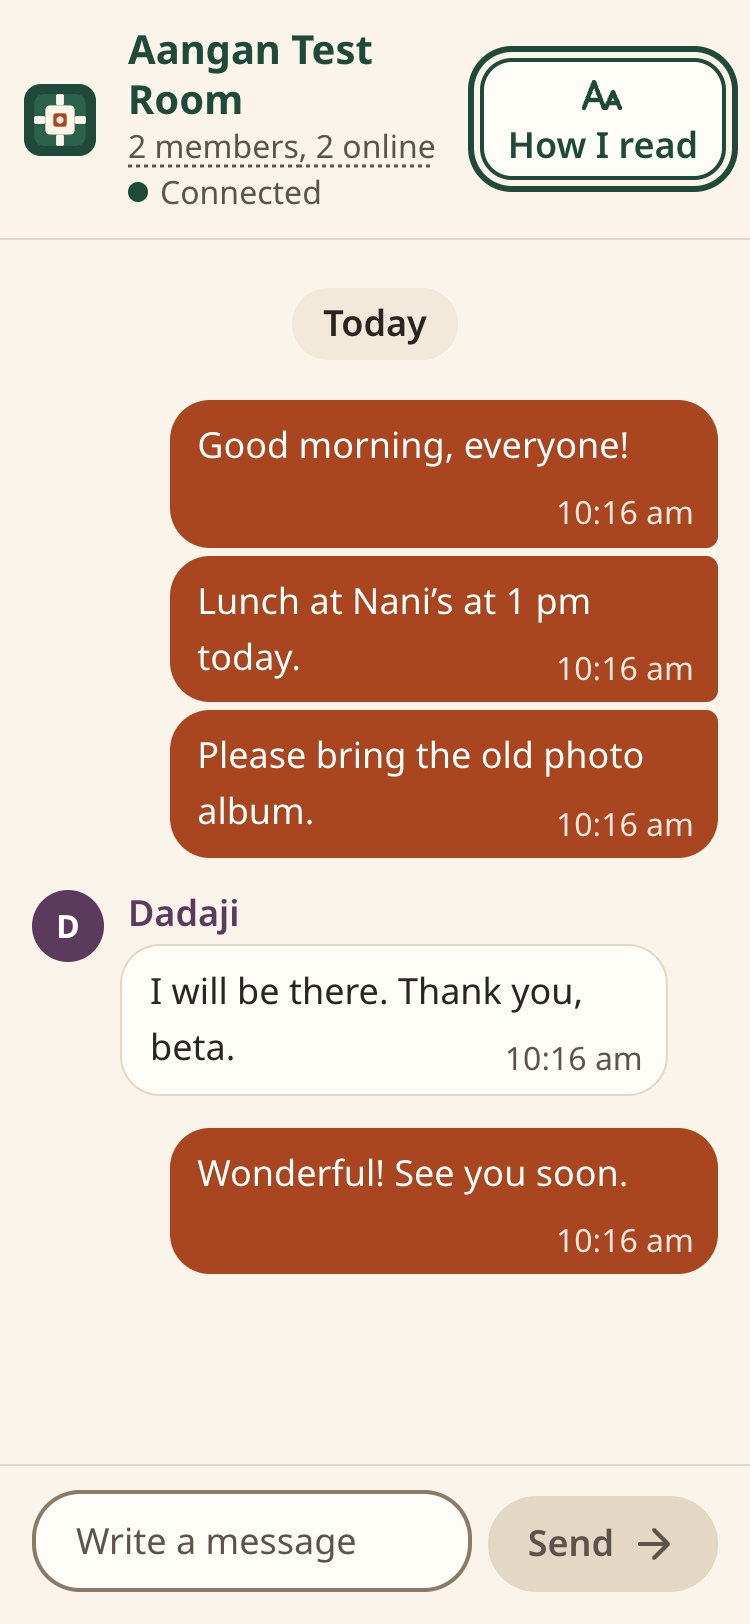 Aangan Test
Room
2 members, 2 online
Connected
How I read
Today
Good morning, everyone!
10:16 am
Lunch at Nani’s at 1 pm
today.
10:16 am
Please bring the old photo
album.
10:16 am
D
Dadaji
I will be there. Thank you,
beta.
10:16 am
Wonderful! See you soon.
10:16 am
Write a message
Send